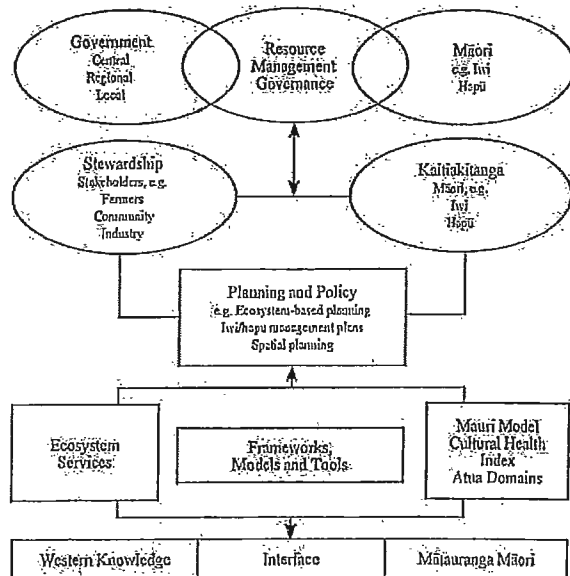 Government
Central
Regional
Local
Resource
Management
Governance
Māori
e.g. Iwi
Hapū
Stewardship
Stakeholders, e.g.
Farmers
Community
Industry
Kaitiakitanga
Māori, e.g.
Iwi
Hapū
Planning and Policy
e.g. Ecosystem-based planning
Iwi/hapu management plans
Spatial planning
Ecosystem
Services
Frameworks,
Models and Tools
Mauri Model
Cultural Health
Index
Atua Domains
Western Knowledge
Interface
Mātauranga Māori